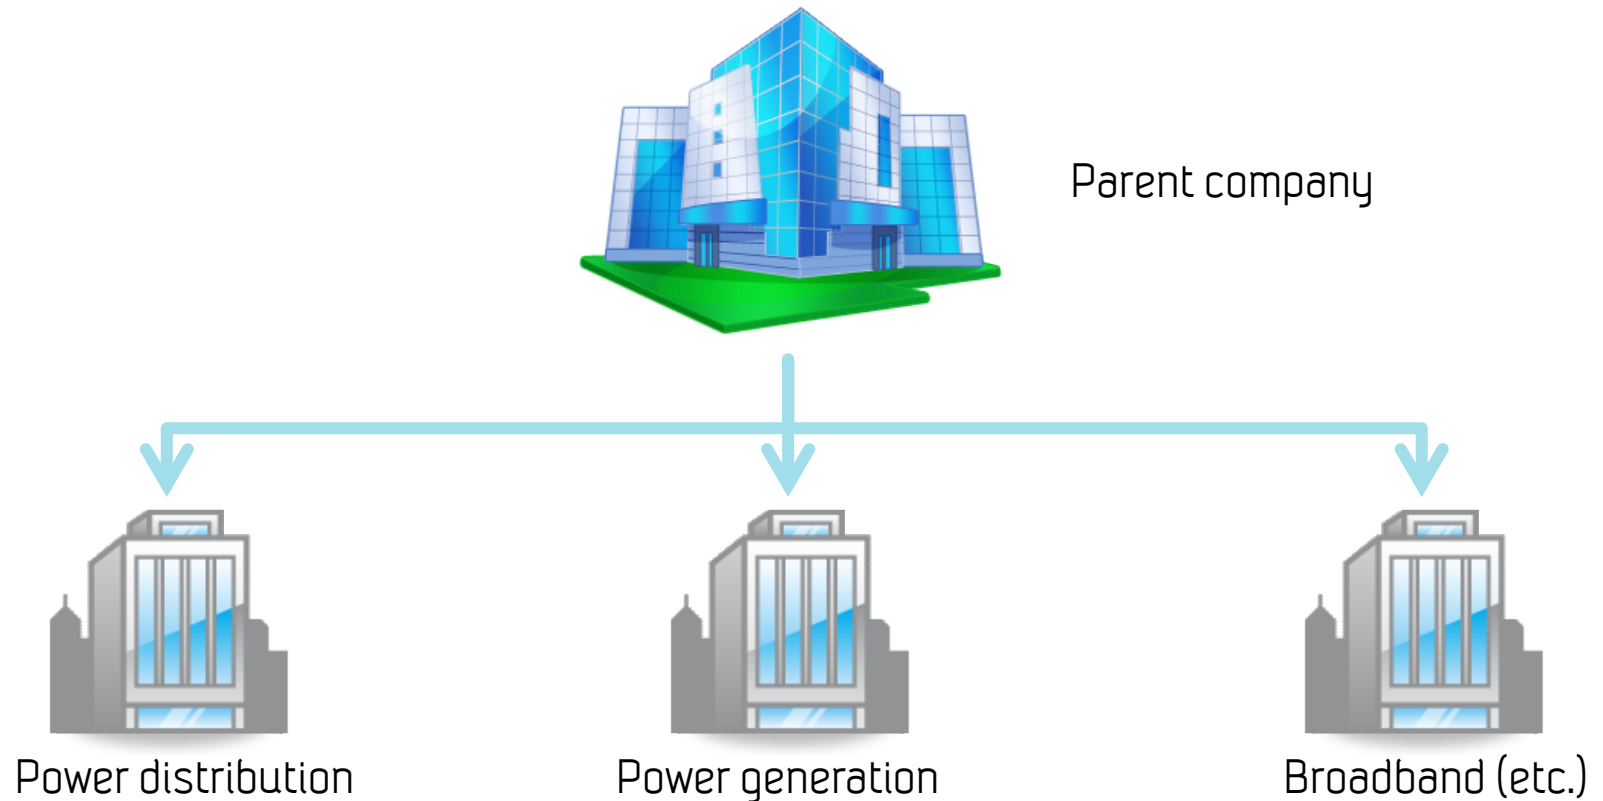 Parent company
Power distribution
Power generation
Broadband (etc.)